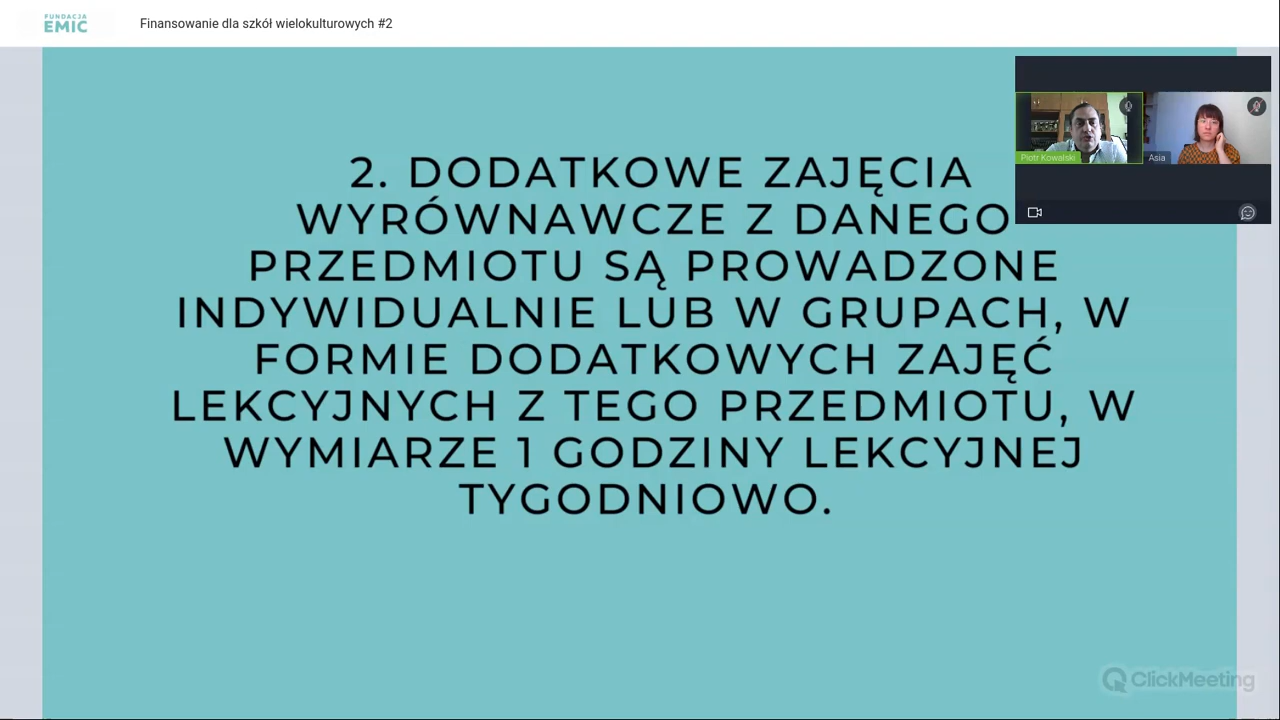 FUNDACJA
EMIC
Finansowanie dla szkół wielokulturowych #2
2. DODATKOWE ZAJĘCIA
WYRÓWNAWCZE Z DANEGO
PRZEDMIOTU SĄ PROWADZONE
INDYWIDUALNIE LUB W GRUPACH, W
FORMIE DODATKOWYCH ZAJĘĆ
LEKCYJNYCH Z TEGO PRZEDMIOTU, W
WYMIARZE 1 GODZINY LEKCYJNEJ
TYGODNIOWO.
Piotr Kowalski
Asia
ClickMeeting